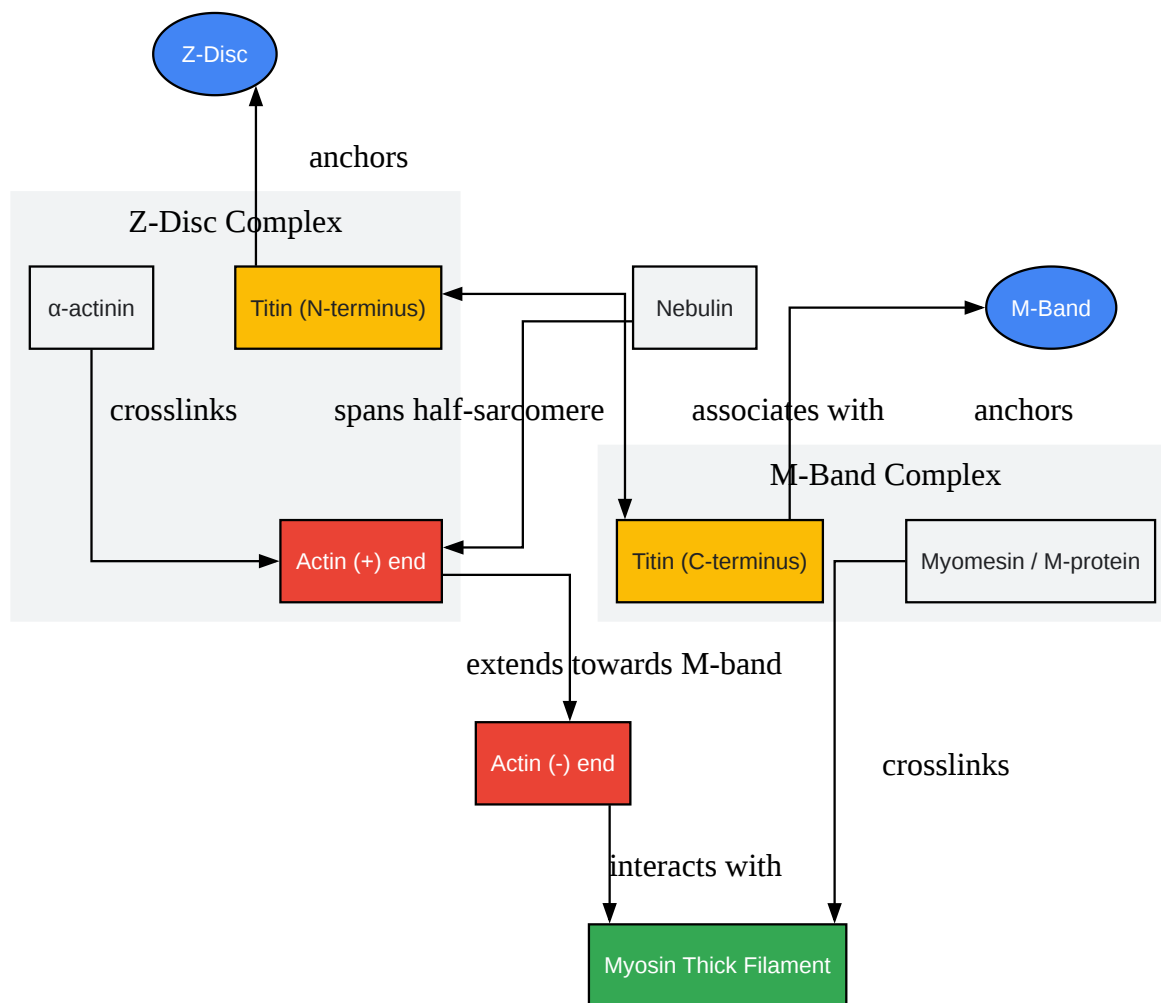 Z-Disc
anchors
Z-Disc Complex
α-actinin
Titin (N-terminus)
Nebulin
M-Band
crosslinks
spans half-sarcomere
associates with
anchors
M-Band Complex
Actin (+) end
Titin (C-terminus)
Myomesin / M-protein
extends towards M-band
Actin (-) end
crosslinks
interacts with
Myosin Thick Filament